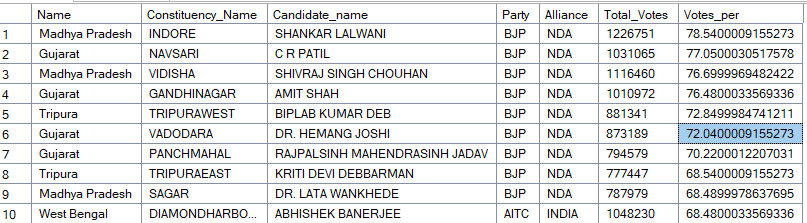 Name Constituency_Name Candidate_name Party Alliance Total_Votes Votes_per
1 Madhya Pradesh INDORE SHANKAR LALWANI BJP NDA 1226751 78.5400009155273
2 Gujarat NAVSARI C R PATIL BJP NDA 1031065 77.0500030517578
3 Madhya Pradesh VIDISHA SHIVRAJ SINGH CHOUHAN BJP NDA 1116460 76.6999969482422
4 Gujarat GANDHINAGAR AMIT SHAH BJP NDA 1010972 76.4800033569336
5 Tripura TRIPURAWEST BIPLAB KUMAR DEB BJP NDA 881341 72.8499984741211
6 Gujarat VADODARA DR. HEMANG JOSHI BJP NDA 873189 72.0400009155273
7 Gujarat PANCHMAHAL RAJPALSINH MAHENDRASINH JADAV BJP NDA 794579 70.2200012207031
8 Tripura TRIPURAEAST KRITI DEVI DEBBARMAN BJP NDA 777447 68.5400009155273
9 Madhya Pradesh SAGAR DR. LATA WANKHEDE BJP NDA 787979 68.4899978637695
10 West Bengal DIAMONDHARBO... ABHISHEK BANERJEE AITC INDIA 1048230 68.4800033569336